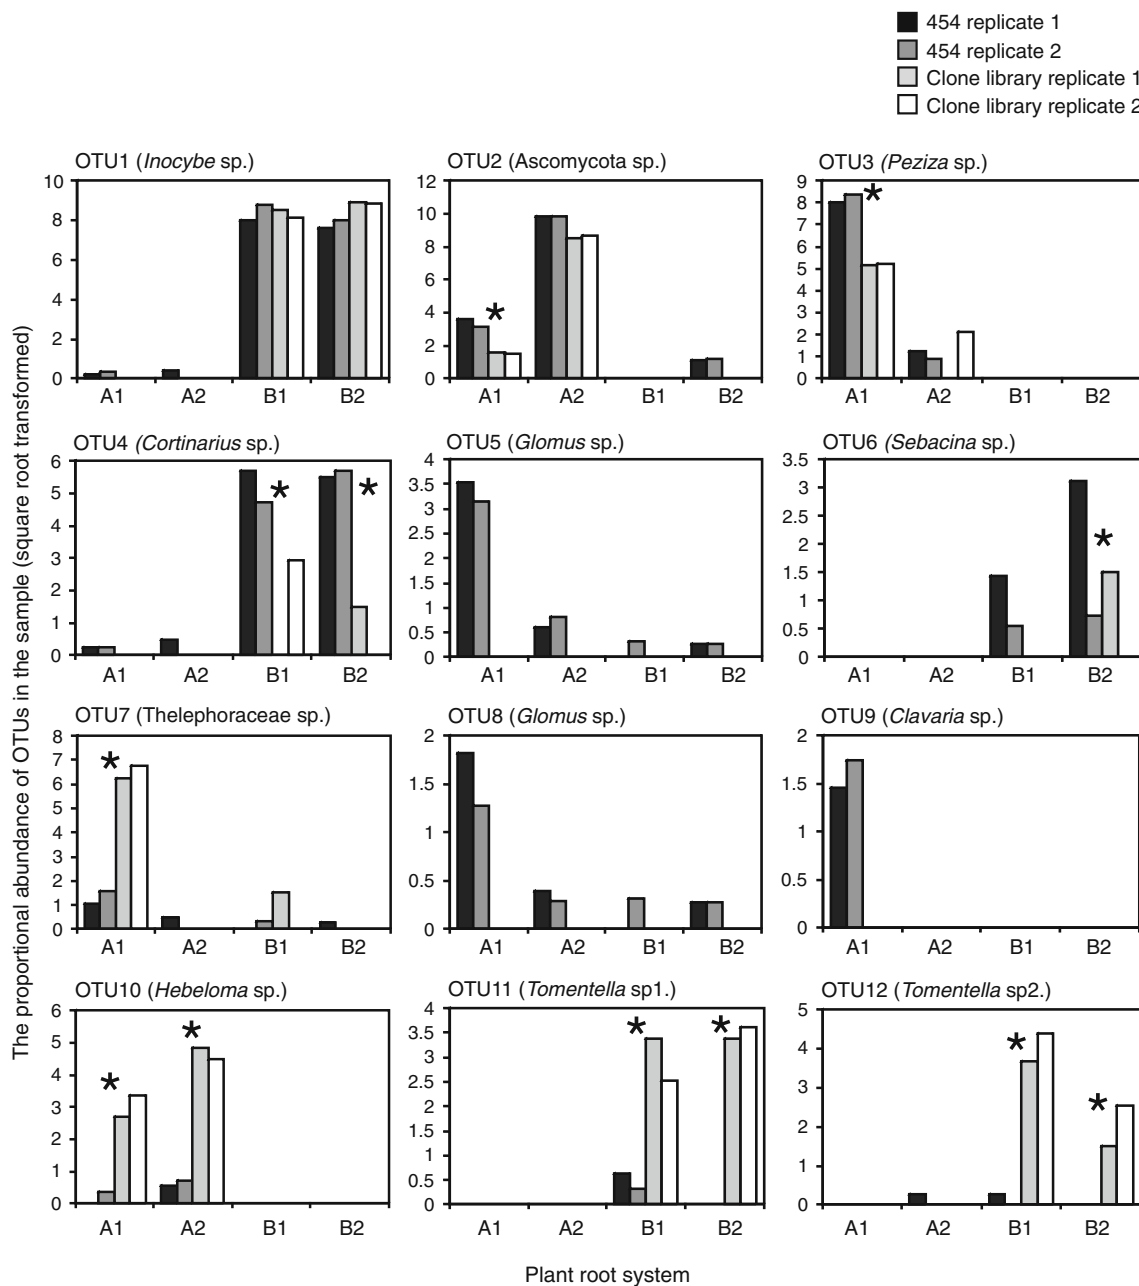 454 replicate 1
454 replicate 2
Clone library replicate 1
Clone library replicate 2
The proportional abundance of OTUs in the sample (square root transformed)
OTU1 (Inocybe sp.)
10
8
6
4
2
0
A1 A2 B1 B2
OTU2 (Ascomycota sp.)
12
10
8
6
4
2
0
A1 A2 B1 B2
OTU3 (Peziza sp.)
9
8
7
6
5
4
3
2
1
0
A1 A2 B1 B2
OTU4 (Cortinarius sp.)
6
5
4
3
2
1
0
A1 A2 B1 B2
OTU5 (Glomus sp.)
4
3.5
3
2.5
2
1.5
1
0.5
0
A1 A2 B1 B2
OTU6 (Sebacina sp.)
3.5
3
2.5
2
1.5
1
0.5
0
A1 A2 B1 B2
OTU7 (Thelephoraceae sp.)
8
7
6
5
4
3
2
1
0
A1 A2 B1 B2
OTU8 (Glomus sp.)
2
1.5
1
0.5
0
A1 A2 B1 B2
OTU9 (Clavaria sp.)
2
1.5
1
0.5
0
A1 A2 B1 B2
OTU10 (Hebeloma sp.)
6
5
4
3
2
1
0
A1 A2 B1 B2
OTU11 (Tomentella sp1.)
4
3.5
3
2.5
2
1.5
1
0.5
0
A1 A2 B1 B2
OTU12 (Tomentella sp2.)
5
4
3
2
1
0
A1 A2 B1 B2
Plant root system